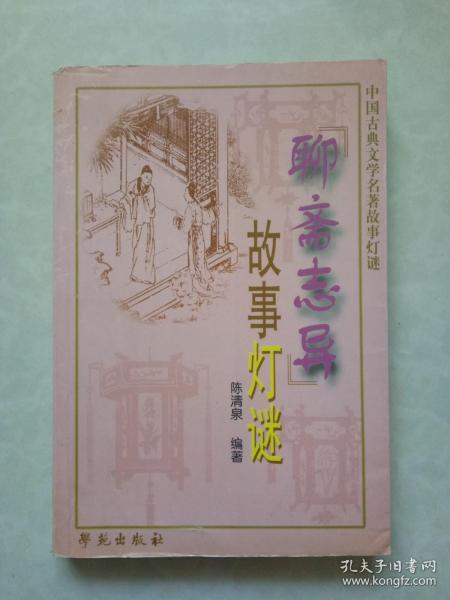 中国古典文学名著故事灯谜
『聊斋志异』
故事灯谜
陈清泉 编著
學苑出版社
孔夫子旧书网
www.kongfz.com